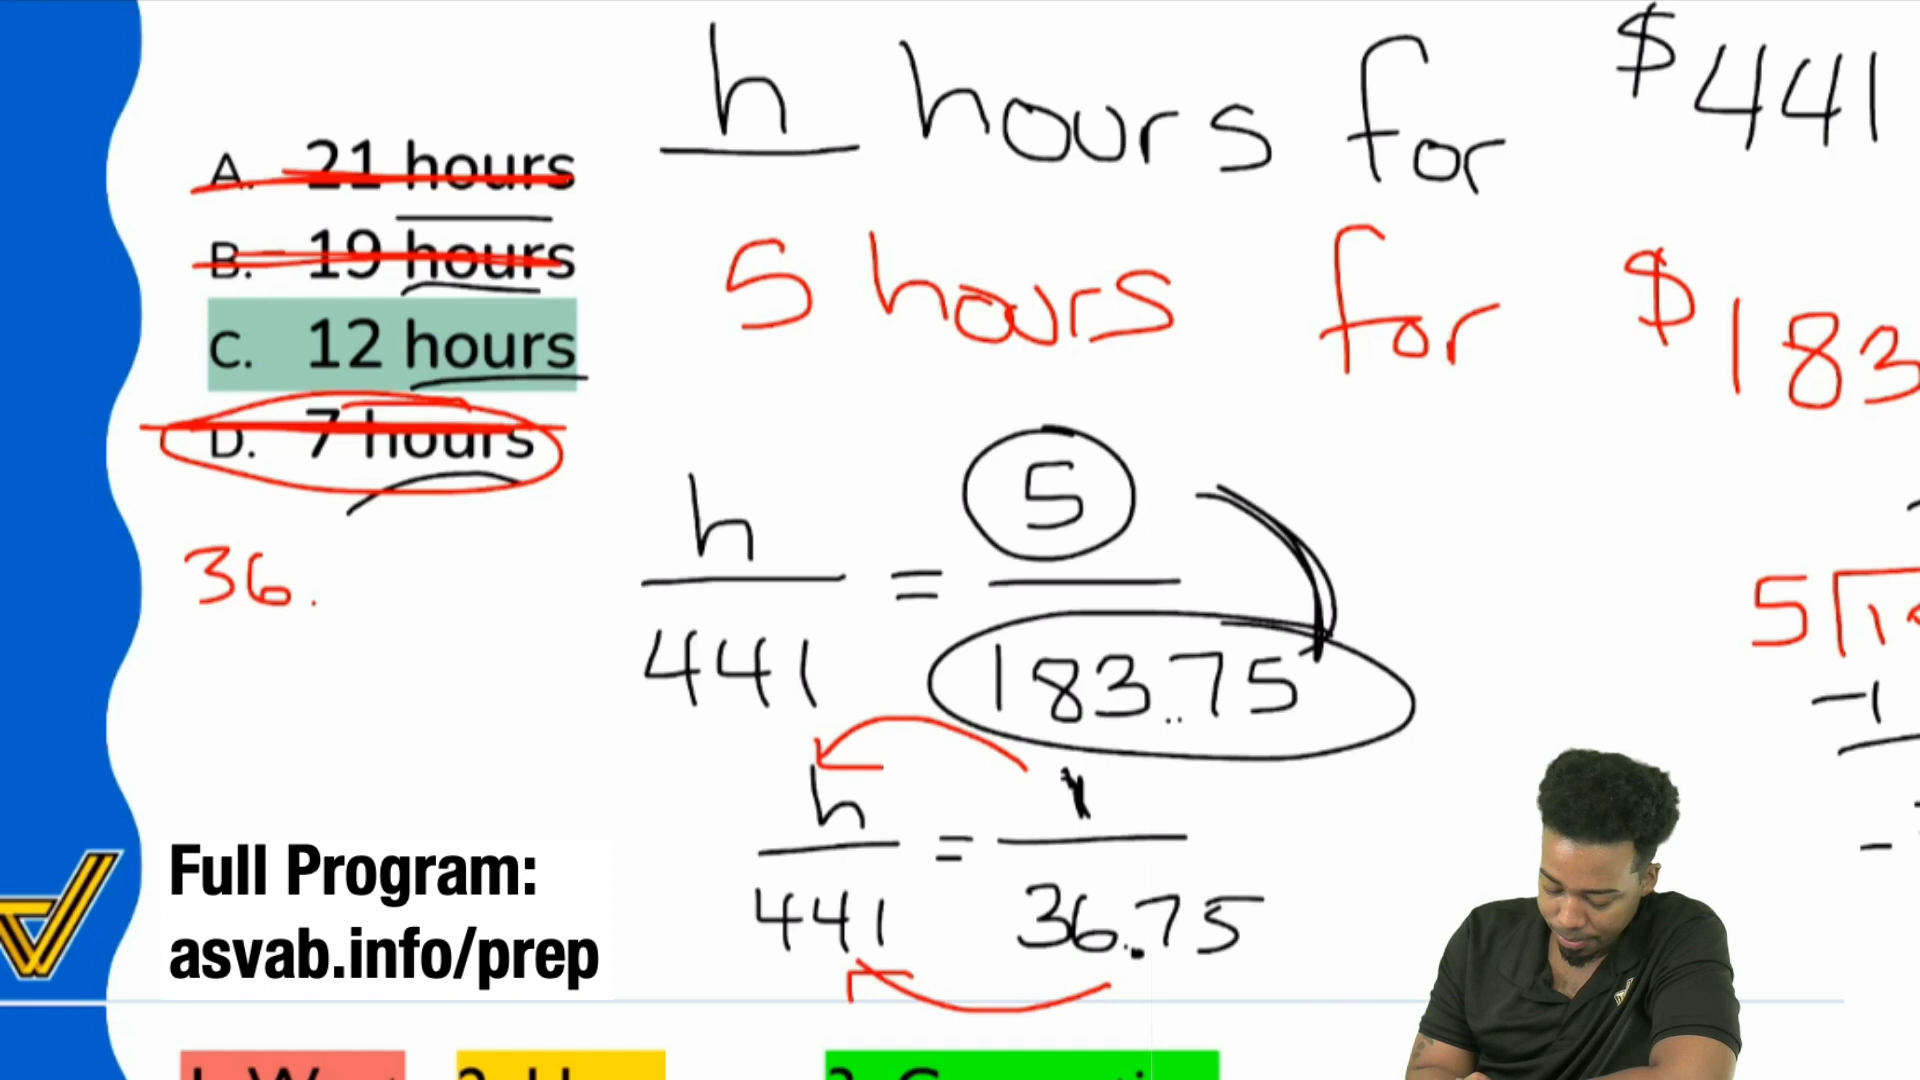 h hours for $441
A. 21 hours
B. 19 hours
5 hours for $183
C. 12 hours
D. 7 hours
h = 5
441 183.75
36.
5
h = 1
441 36.75
Full Program:
asvab.info/prep